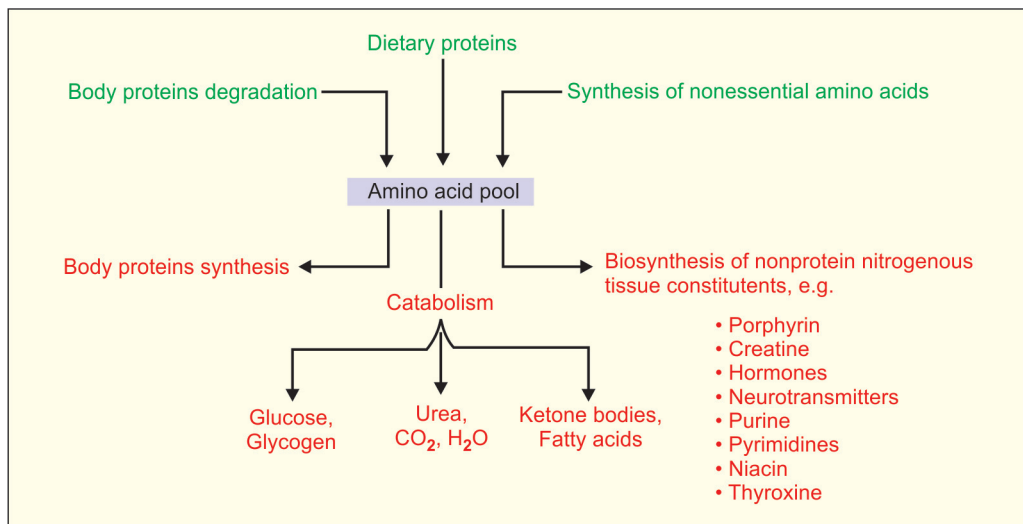 Dietary proteins
Body proteins degradation
Synthesis of nonessential amino acids
Amino acid pool
Body proteins synthesis
Biosynthesis of nonprotein nitrogenous
tissue constitutents, e.g.
Catabolism
• Porphyrin
• Creatine
• Hormones
• Neurotransmitters
• Purine
• Pyrimidines
• Niacin
• Thyroxine
Glucose,
Glycogen
Urea,
CO₂, H₂O
Ketone bodies,
Fatty acids